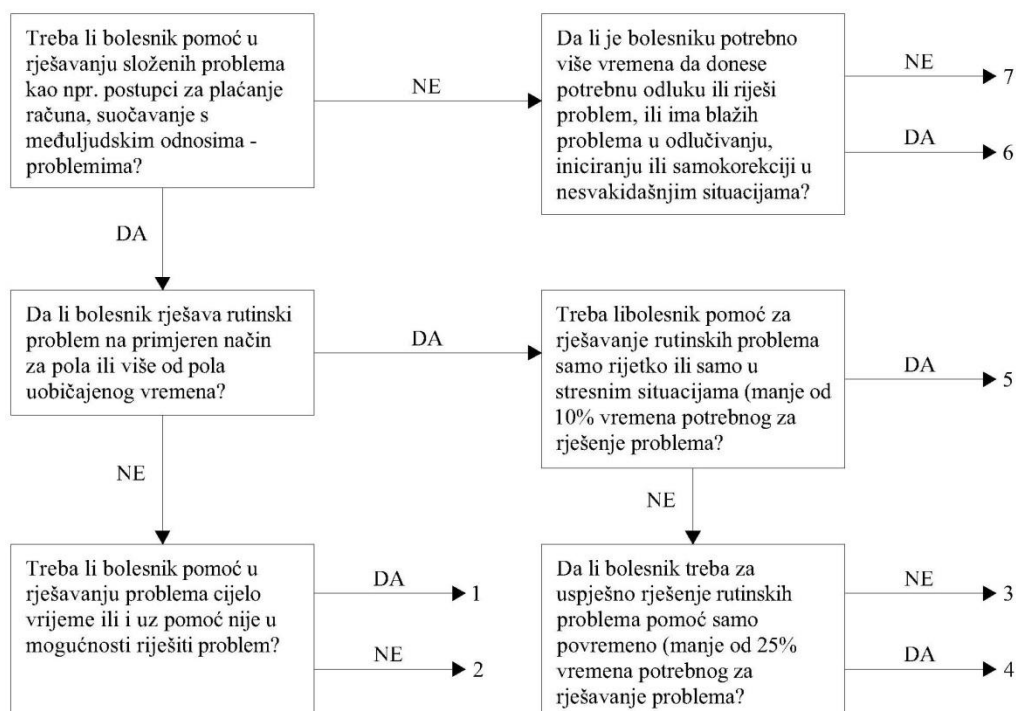 Treba li bolesnik pomoć u
rješavanju složenih problema
kao npr. postupci za plaćanje
računa, suočavanje s
međuljudskim odnosima -
problemima?
NE
Da li je bolesniku potrebno
više vremena da donese
potrebnu odluku ili riješi
problem, ili ima blažih
problema u odlučivanju,
iniciranju ili samokorekciji u
nesvakidašnjim situacijama?
NE
7
DA
6
DA
Da li bolesnik rješava rutinski
problem na primjeren način
za pola ili više od pola
uobičajenog vremena?
DA
Treba libolesnik pomoć za
rješavanje rutinskih problema
samo rijetko ili samo u
stresnim situacijama (manje od
10% vremena potrebnog za
rješenje problema?
DA
5
NE
NE
Treba li bolesnik pomoć u
rješavanju problema cijelo
vrijeme ili i uz pomoć nije u
mogućnosti riješiti problem?
DA
1
NE
2
Da li bolesnik treba za
uspješno rješenje rutinskih
problema pomoć samo
povremeno (manje od 25%
vremena potrebnog za
rješavanje problema?
NE
3
DA
4